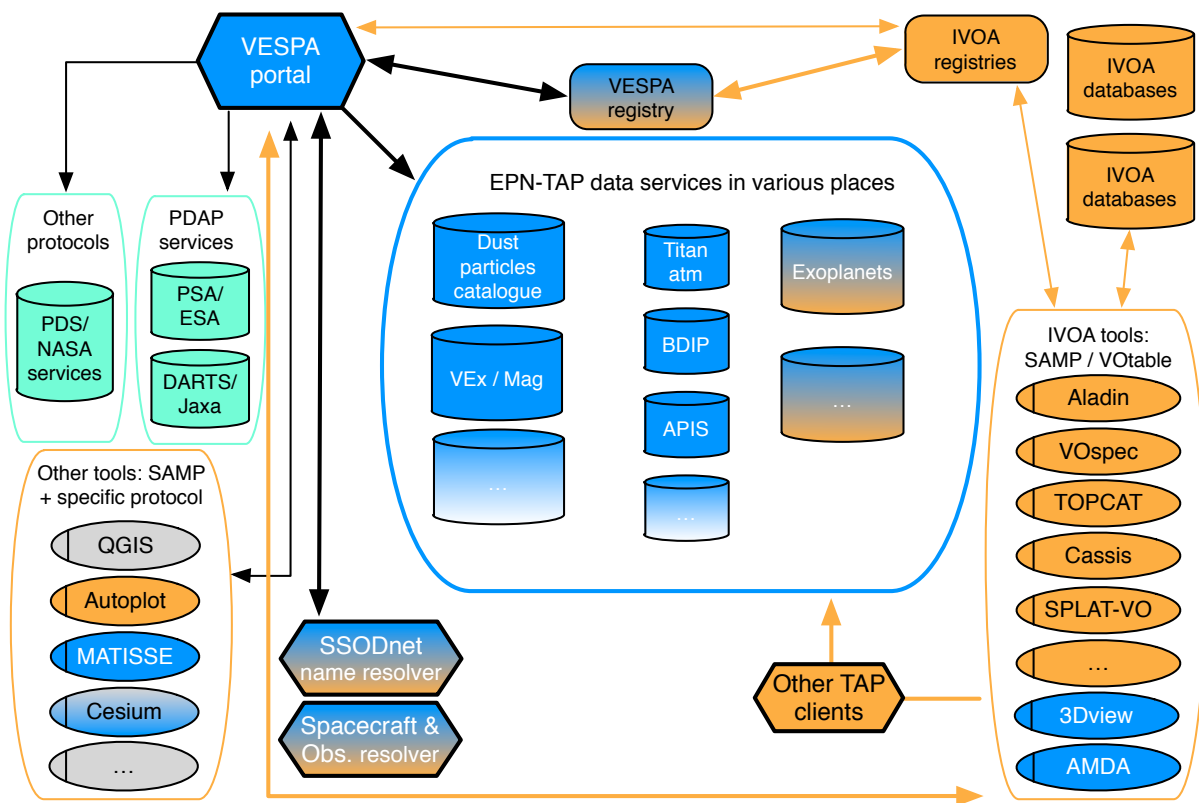 VESPA
portal
IVOA
registries
IVOA
databases
VESPA
registry
IVOA
databases
EPN-TAP data services in various places
Other
protocols
PDS/
NASA
services
PDAP
services
PSA/
ESA
DARTS/
Jaxa
Dust
particles
catalogue
VEx / Mag
...
Titan
atm
BDIP
APIS
...
Exoplanets
...
IVOA tools:
SAMP / VOtable
Aladin
VOspec
TOPCAT
Cassis
SPLAT-VO
...
3Dview
AMDA
Other tools: SAMP
+ specific protocol
QGIS
Autoplot
MATISSE
Cesium
...
SSODnet
name resolver
Spacecraft &
Obs. resolver
Other TAP
clients